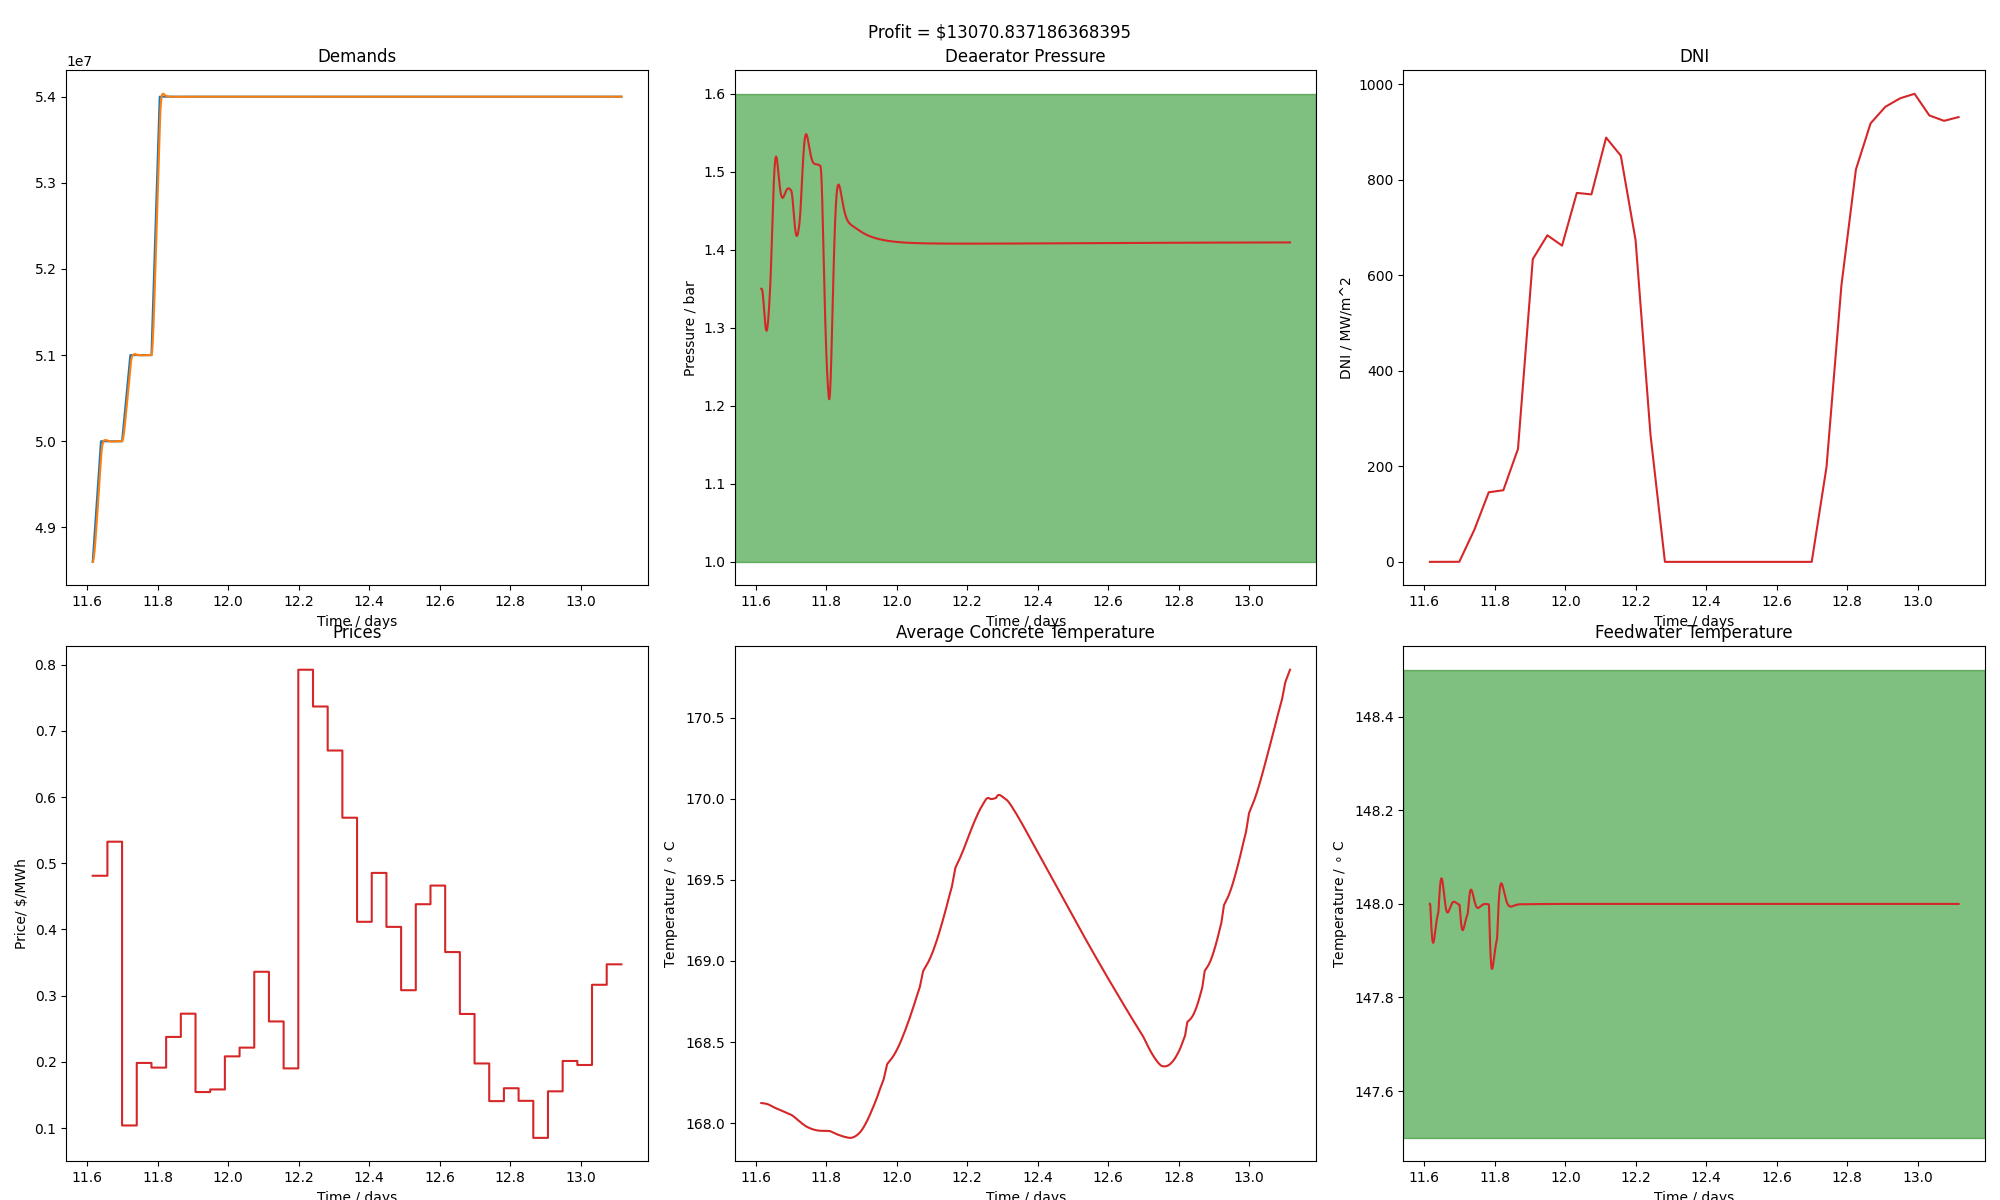 Profit = $13070.837186368395
Demands
1e7
5.4
5.3
5.2
5.1
5.0
4.9
11.6 11.8 12.0 12.2 12.4 12.6 12.8 13.0
Time / days
Deaerator Pressure
Pressure / bar
1.6
1.5
1.4
1.3
1.2
1.1
1.0
11.6 11.8 12.0 12.2 12.4 12.6 12.8 13.0
Time / days
DNI
DNI / MW/m^2
1000
800
600
400
200
0
11.6 11.8 12.0 12.2 12.4 12.6 12.8 13.0
Time / days
Prices
Price/ $/MWh
0.8
0.7
0.6
0.5
0.4
0.3
0.2
0.1
11.6 11.8 12.0 12.2 12.4 12.6 12.8 13.0
Time / days
Average Concrete Temperature
Temperature / ∘ C
170.5
170.0
169.5
169.0
168.5
168.0
11.6 11.8 12.0 12.2 12.4 12.6 12.8 13.0
Time / days
Feedwater Temperature
Temperature / ∘ C
148.4
148.2
148.0
147.8
147.6
11.6 11.8 12.0 12.2 12.4 12.6 12.8 13.0
Time / days